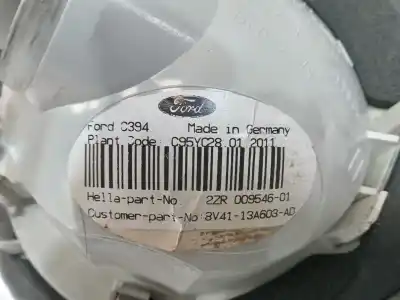 Ford
Ford C394 Made in Germany
Plant Code C95YC28 01 2011
Hella-part-No 2ZR 009546-01
Customer-part-No: 8V41-13A603-AD